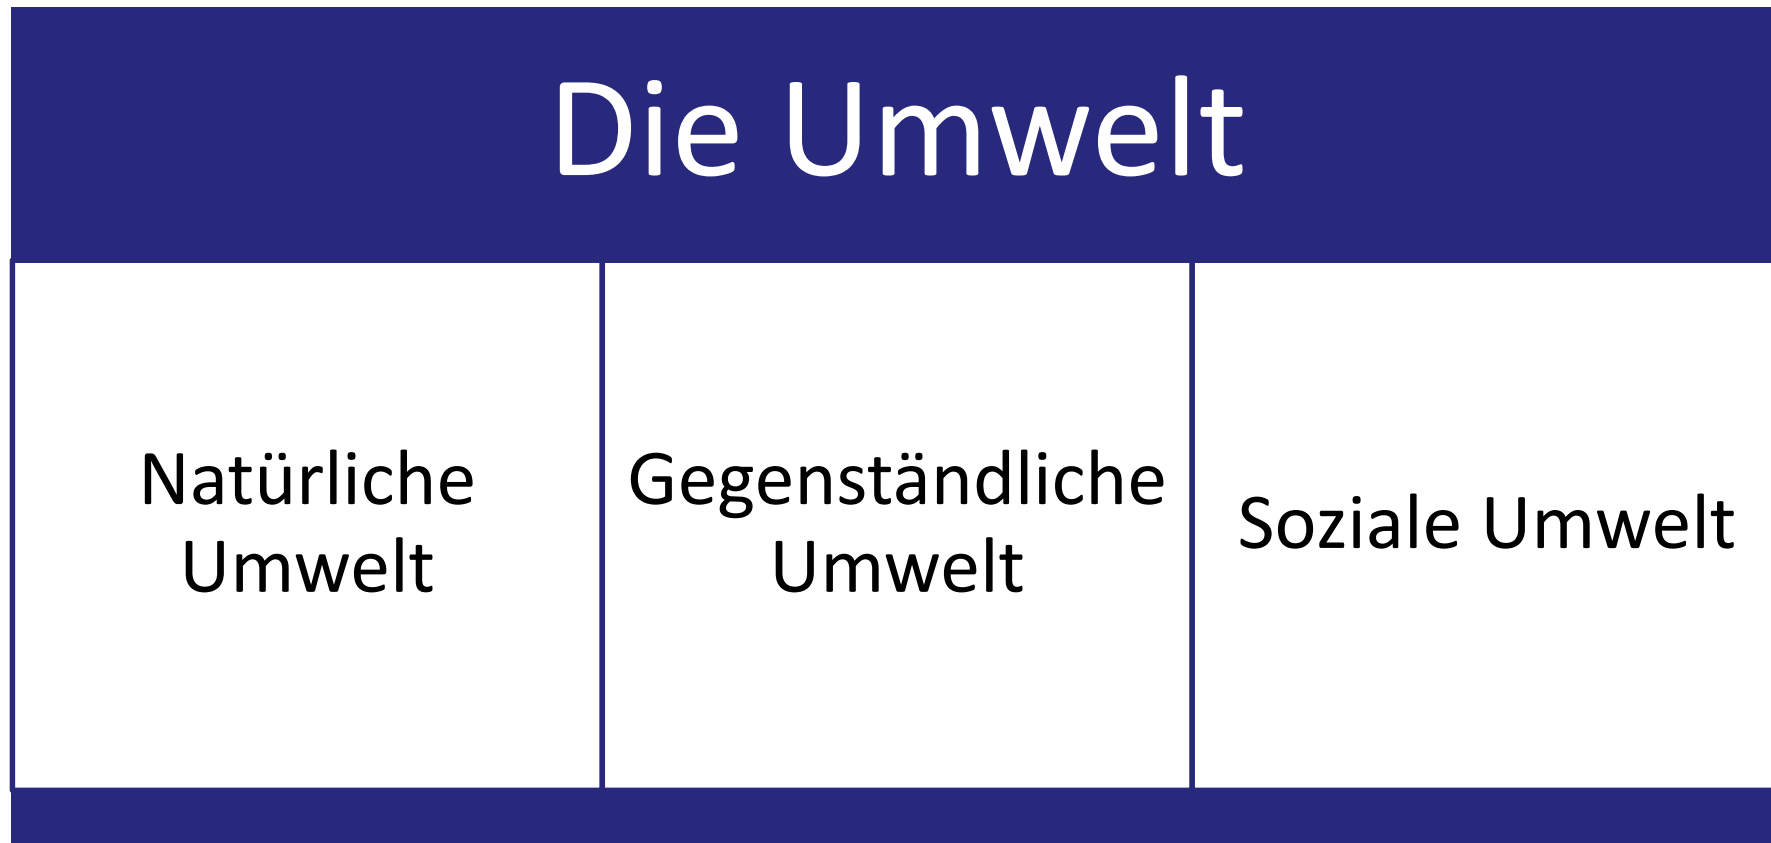 Die Umwelt
Natürliche
Umwelt
Gegenständliche
Umwelt
Soziale Umwelt